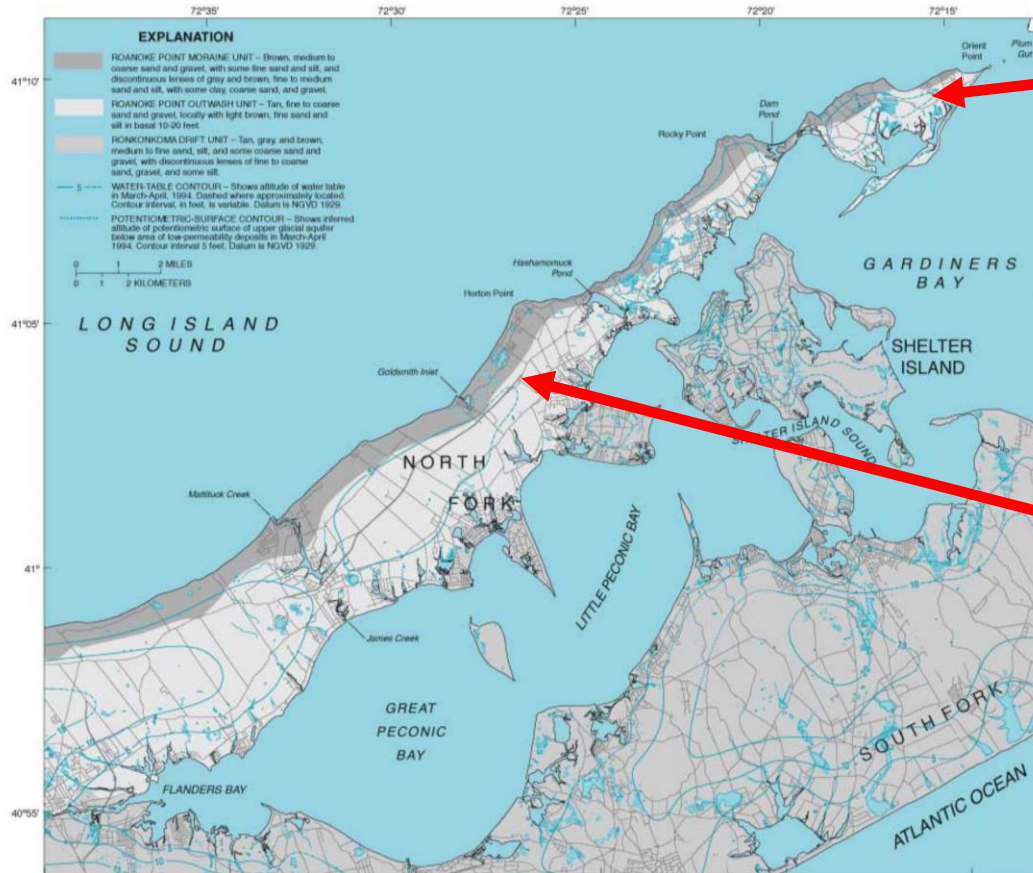 72°35'
72°30'
72°25'
72°20'
72°15'
EXPLANATION
ROANOKE POINT MORAINE UNIT – Brown, medium to
coarse sand and gravel, with some fine sand and silt, and
discontinuous lenses of gray and brown, fine to medium
sand and silt, with some clay, coarse sand, and gravel.
ROANOKE POINT OUTWASH UNIT – Tan, fine to coarse
sand and gravel, locally with light brown, fine sand and
silt in basal 10-20 feet.
RONKONKOMA DRIFT UNIT – Tan, gray, and brown,
medium to fine sand, silt, and some coarse sand and
gravel, with discontinuous lenses of fine to coarse
sand, gravel, and some silt.
5 WATER-TABLE CONTOUR – Shows altitude of water table
in March-April, 1994. Dashed where approximately located.
Contour interval, in feet, is variable. Datum is NGVD 1929.
POTENTIOMETRIC-SURFACE CONTOUR – Shows inferred
altitude of potentiometric surface of upper glacial aquifer
below area of low-permeability deposits in March-April
1994. Contour interval 5 feet. Datum is NGVD 1929.
0 1 2 MILES
0 1 2 KILOMETERS
41°10'
Orient
Point
Plum
Gu
Dam
Pond
Rocky Point
Hashamomuck
Pond
GARDINERS
BAY
Horton Point
41°05'
LONG ISLAND
SOUND
SHELTER
ISLAND
Goldsmith Inlet
SHELTER ISLAND SOUND
NORTH
FORK
Mattituck Creek
41°
LITTLE PECONIC BAY
10
James Creek
GREAT
PECONIC
BAY
SOUTH FORK
15
5
FLANDERS BAY
40°55'
ATLANTIC OCEAN
10